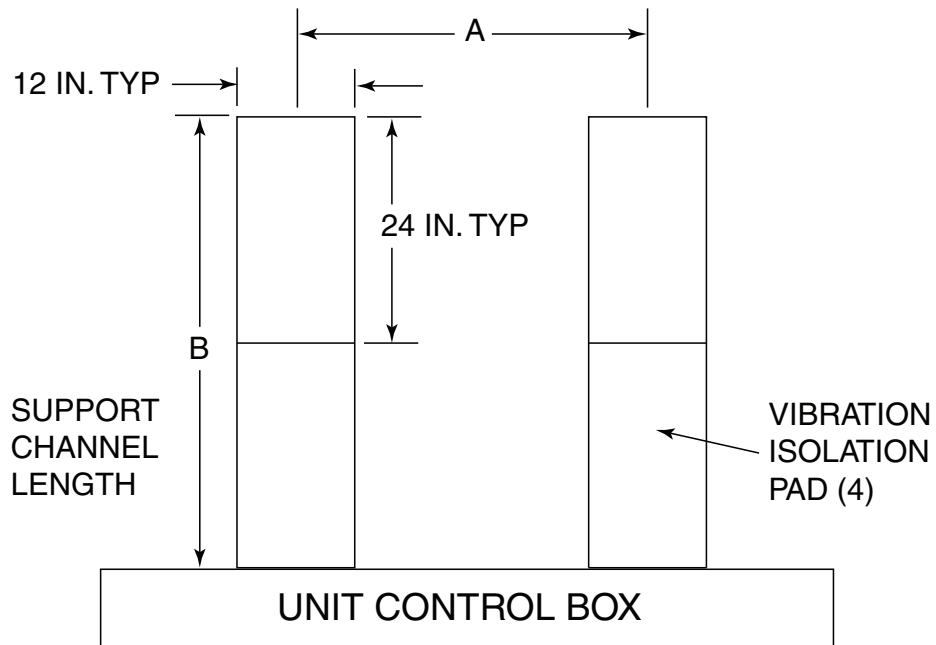 A
12 IN. TYP
24 IN. TYP
B
SUPPORT
CHANNEL
LENGTH
VIBRATION
ISOLATION
PAD (4)
UNIT CONTROL BOX